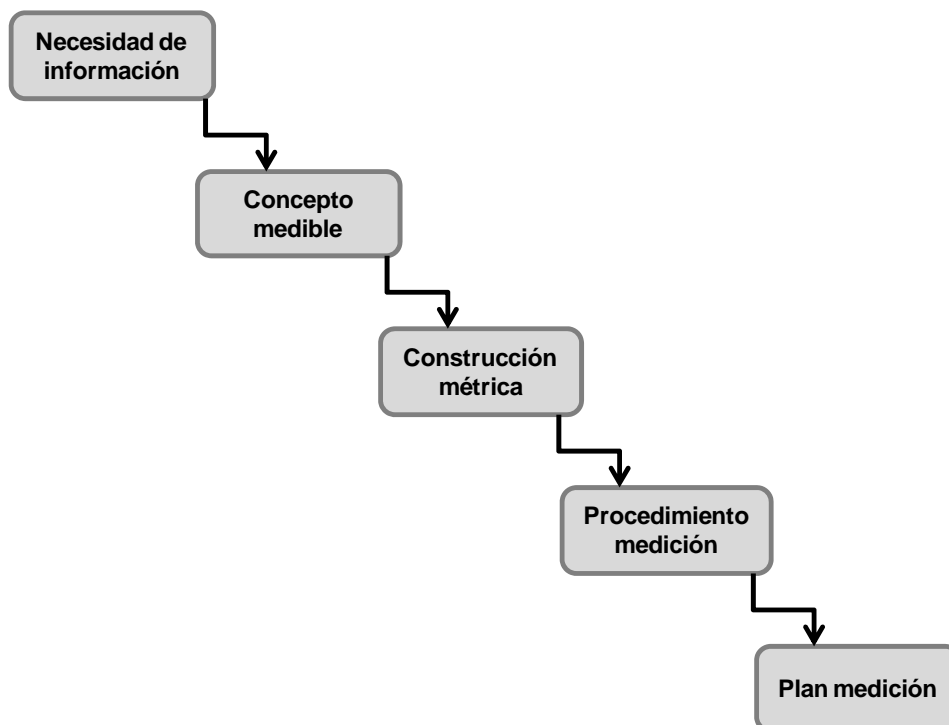 Necesidad de
información
Concepto
medible
Construcción
métrica
Procedimiento
medición
Plan medición